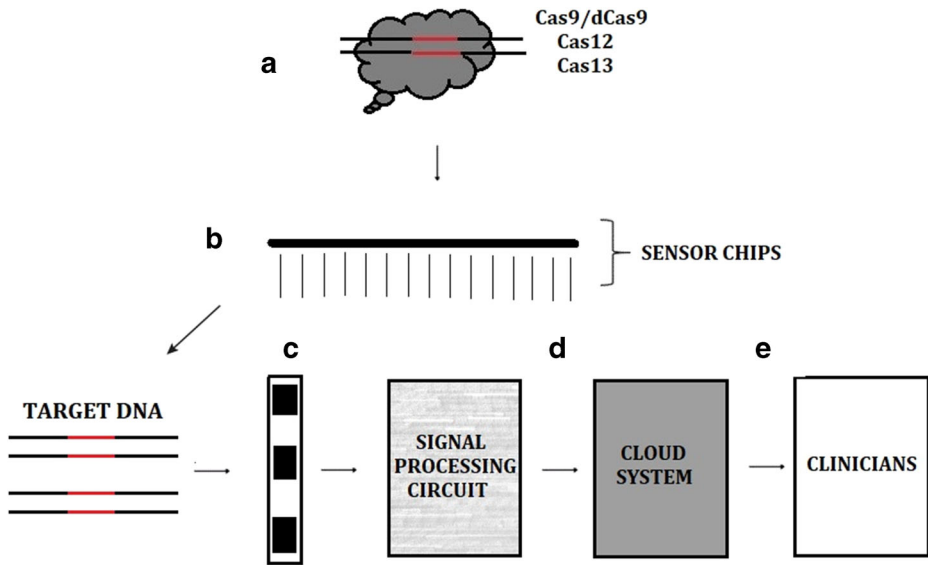 Cas9/dCas9
Cas12
Cas13
a
b
SENSOR CHIPS
c
d
e
TARGET DNA
SIGNAL
PROCESSING
CIRCUIT
CLOUD
SYSTEM
CLINICIANS